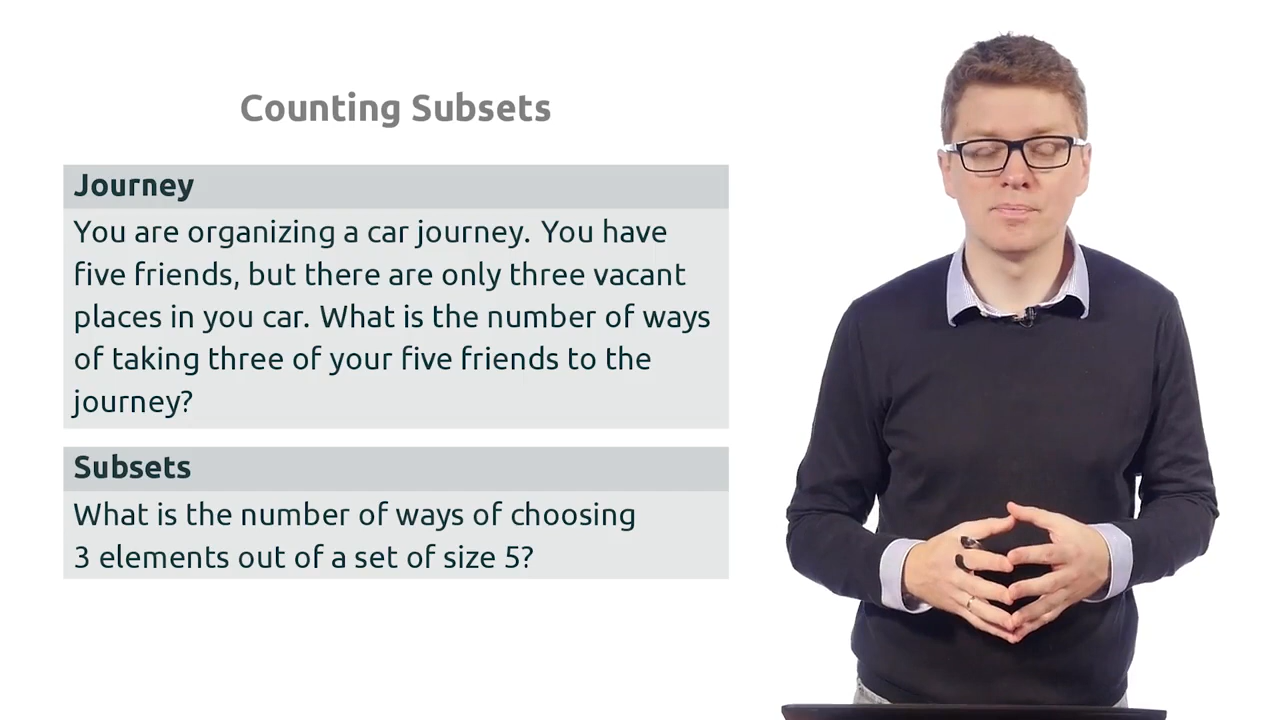 Counting Subsets
Journey
You are organizing a car journey. You have
five friends, but there are only three vacant
places in you car. What is the number of ways
of taking three of your five friends to the
journey?
Subsets
What is the number of ways of choosing
3 elements out of a set of size 5?